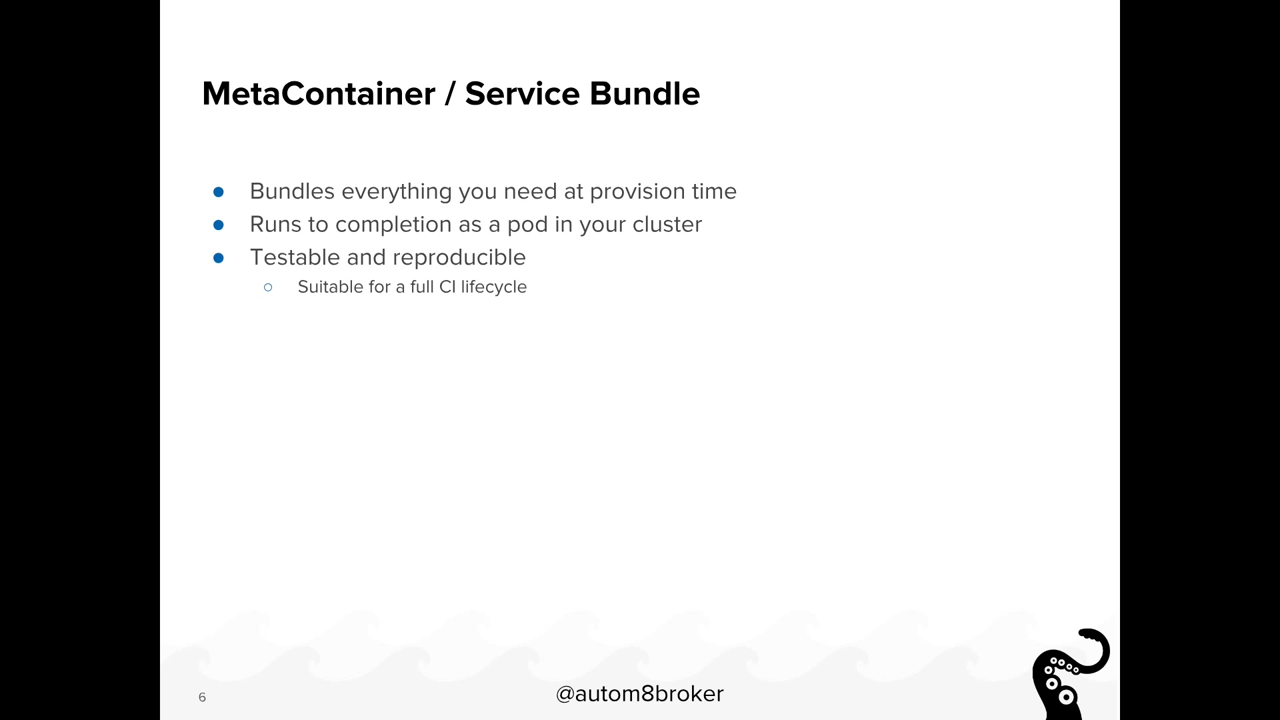 MetaContainer / Service Bundle
● Bundles everything you need at provision time
● Runs to completion as a pod in your cluster
● Testable and reproducible
○ Suitable for a full CI lifecycle
6
@autom8broker